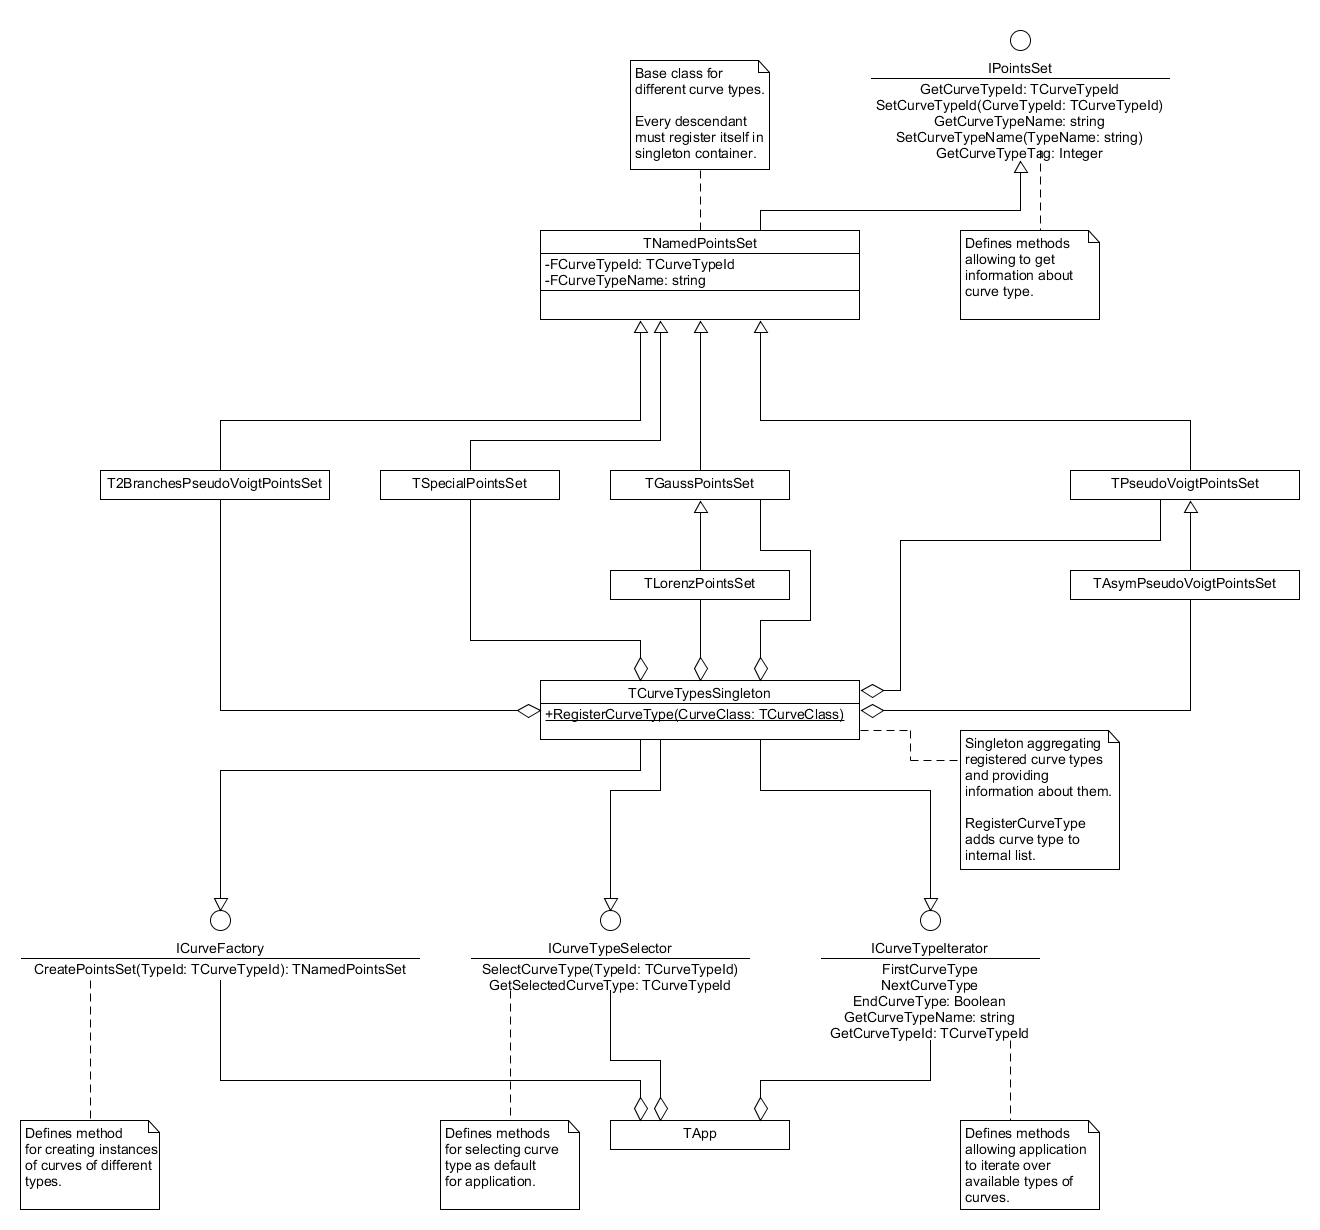 IPointsSet
GetCurveTypeId: TCurveTypeId
SetCurveTypeId(CurveTypeId: TCurveTypeId)
GetCurveTypeName: string
SetCurveTypeName(TypeName: string)
GetCurveTypeTag: Integer
Base class for
different curve types.
Every descendant
must register itself in
singleton container.
TNamedPointsSet
-FCurveTypeId: TCurveTypeId
-FCurveTypeName: string
Defines methods
allowing to get
information about
curve type.
T2BranchesPseudoVoigtPointsSet
TSpecialPointsSet
TGaussPointsSet
TPseudoVoigtPointsSet
TLorenzPointsSet
TAsymPseudoVoigtPointsSet
TCurveTypesSingleton
+RegisterCurveType(CurveClass: TCurveClass)
Singleton aggregating
registered curve types
and providing
information about them.
RegisterCurveType
adds curve type to
internal list.
ICurveFactory
CreatePointsSet(TypeId: TCurveTypeId): TNamedPointsSet
ICurveTypeSelector
SelectCurveType(TypeId: TCurveTypeId)
GetSelectedCurveType: TCurveTypeId
ICurveTypeIterator
FirstCurveType
NextCurveType
EndCurveType: Boolean
GetCurveTypeName: string
GetCurveTypeId: TCurveTypeId
Defines method
for creating instances
of curves of different
types.
Defines methods
for selecting curve
type as default
for application.
TApp
Defines methods
allowing application
to iterate over
available types of
curves.